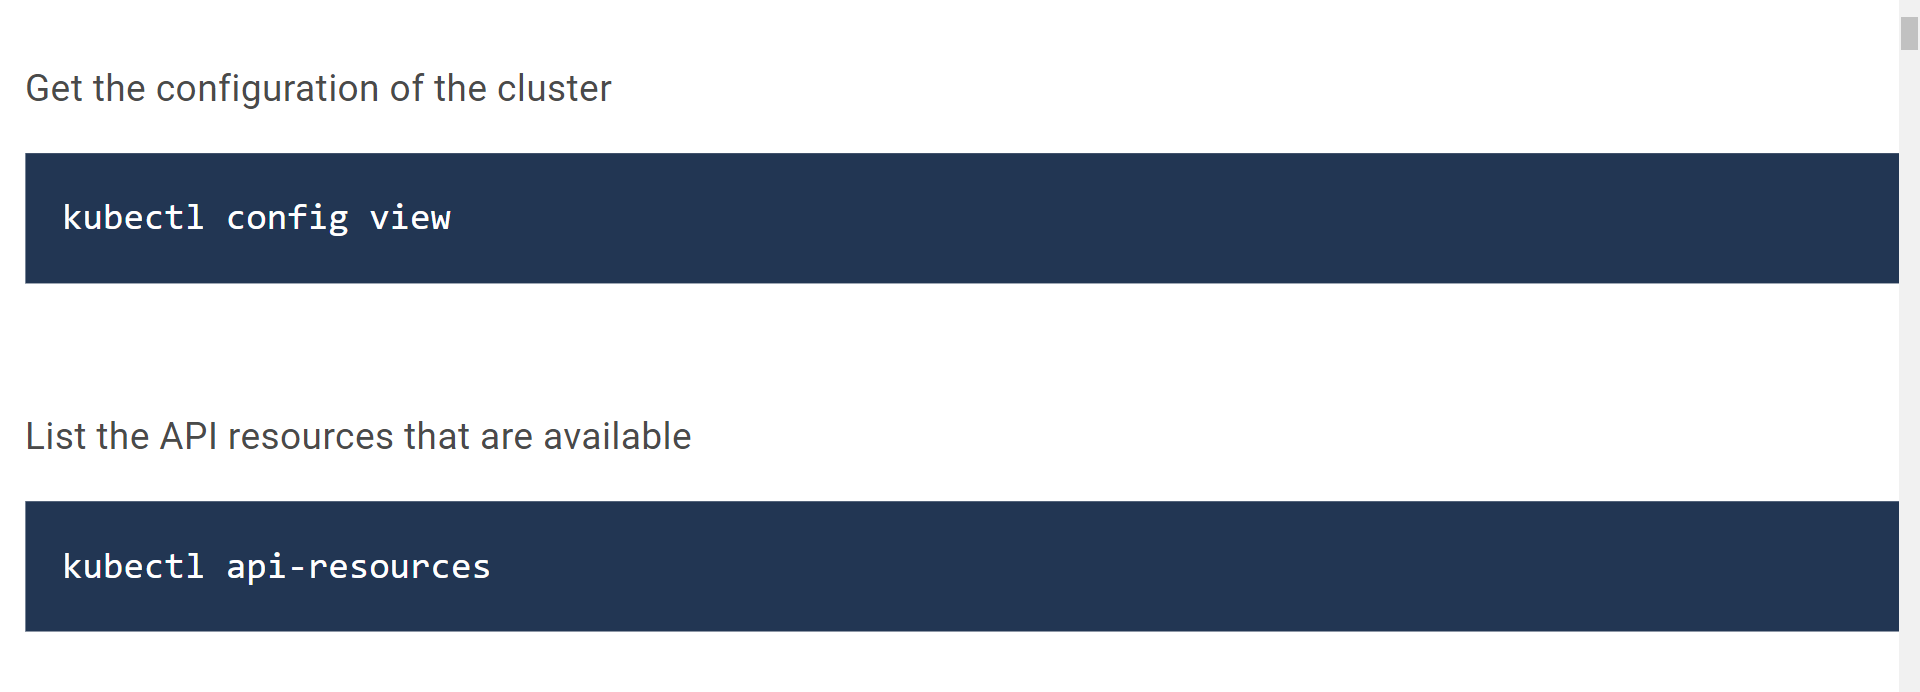 Get the configuration of the cluster
kubectl config view
List the API resources that are available
kubectl api-resources